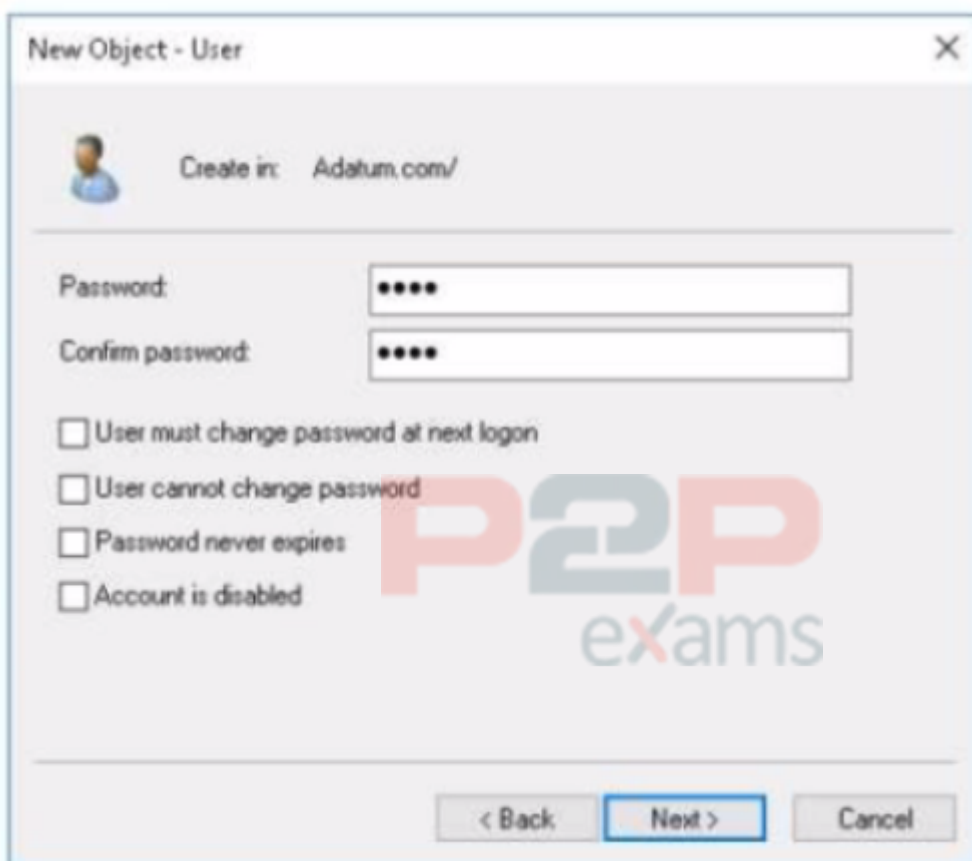 New Object - User
Create in: Adatum.com/
Password: ••••
Confirm password: ••••
User must change password at next logon
User cannot change password
Password never expires
Account is disabled
P2P
exams
< Back Next > Cancel